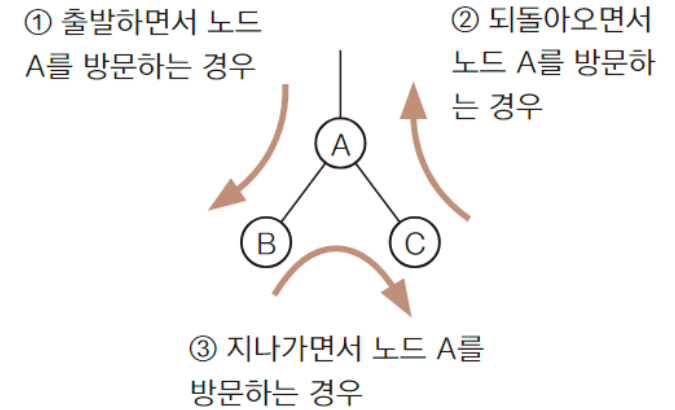 ① 출발하면서 노드
A를 방문하는 경우
② 되돌아오면서
노드 A를 방문하
는 경우
A
B
C
③ 지나가면서 노드 A를
방문하는 경우